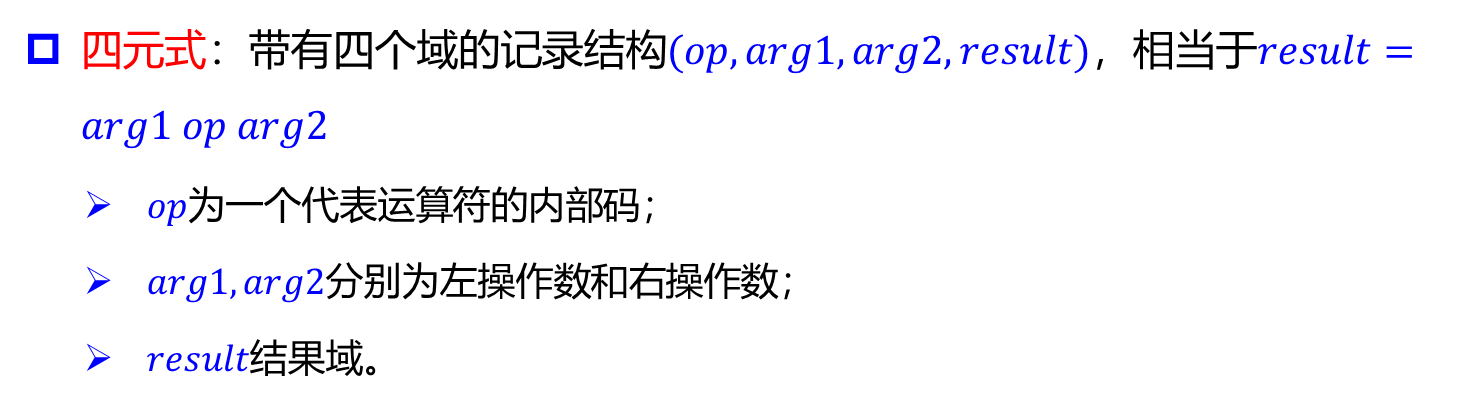 四元式：带有四个域的记录结构(op, arg1, arg2, result)，相当于result =
arg1 op arg2
op为一个代表运算符的内部码；
arg1, arg2分别为左操作数和右操作数；
result结果域。